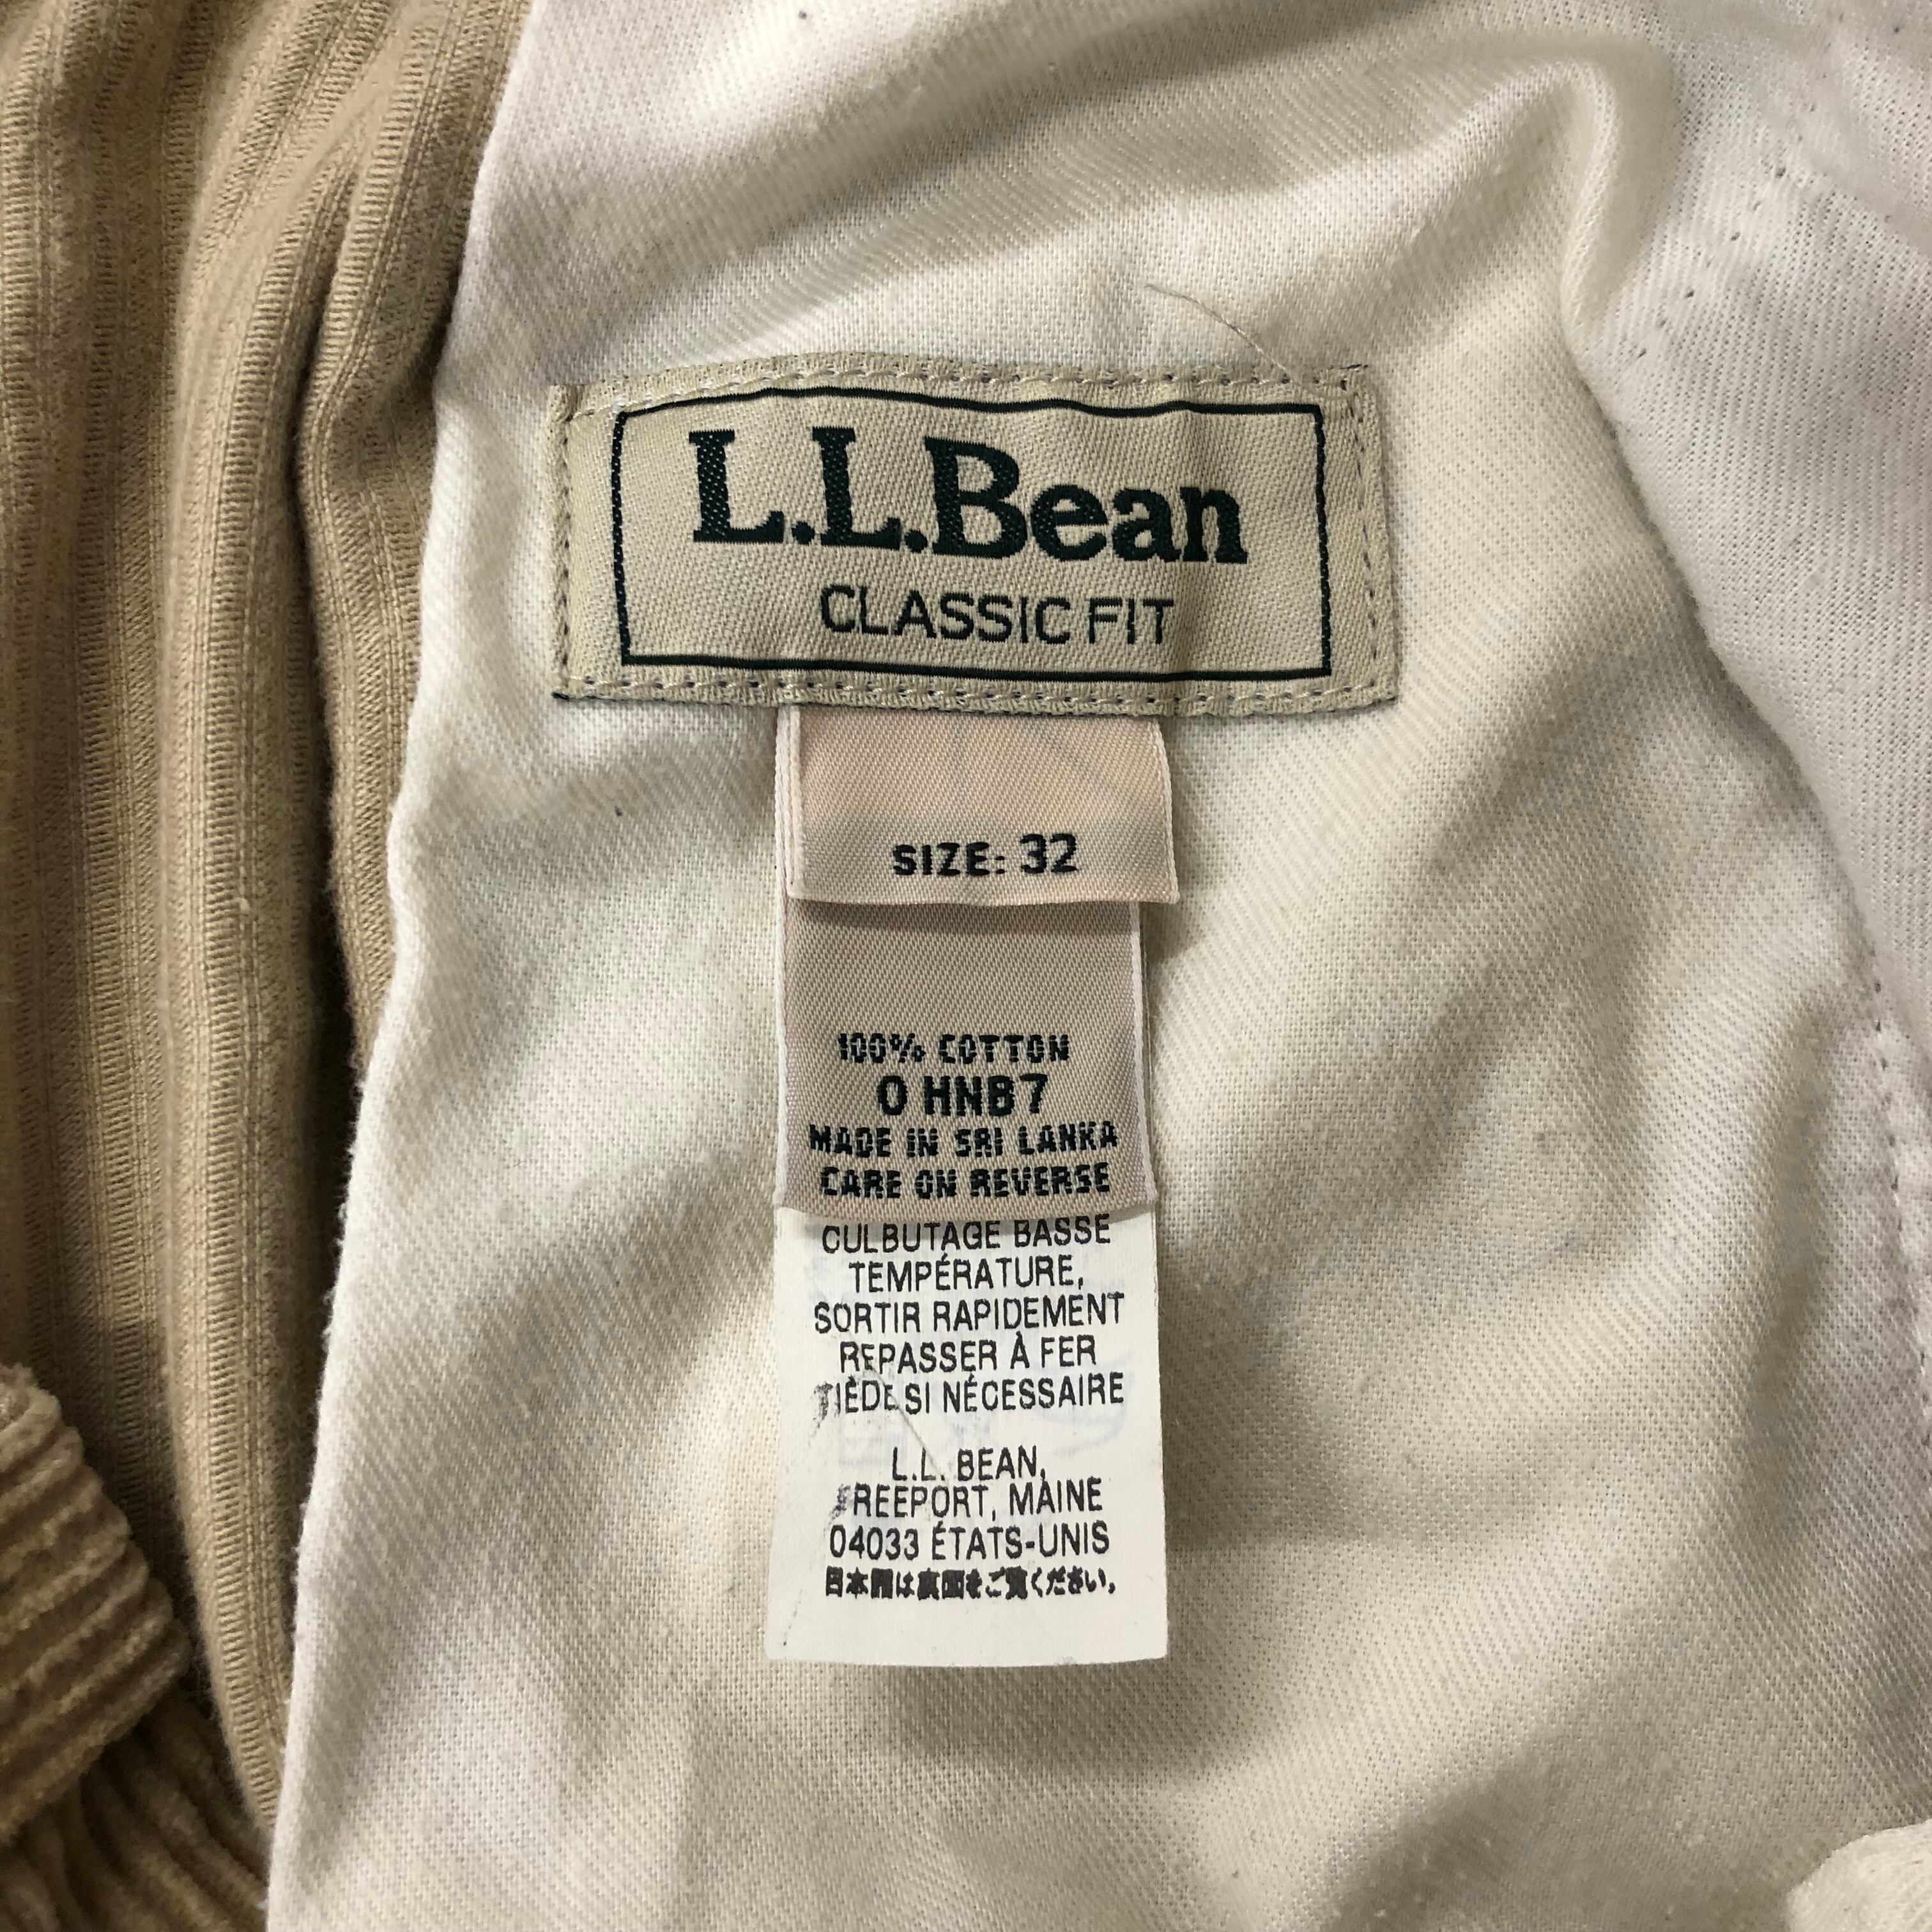 L.L.Bean
CLASSIC FIT
SIZE: 32
100% COTTON
0 HNB7
MADE IN SRI LANKA
CARE ON REVERSE
CULBUTAGE BASSE
TEMPÉRATURE,
SORTIR RAPIDEMENT
REPASSER À FER
TIÈDE SI NÉCESSAIRE
L.L. BEAN,
FREEPORT, MAINE
04033 ÉTATS-UNIS
日本語は裏面をご覧ください。